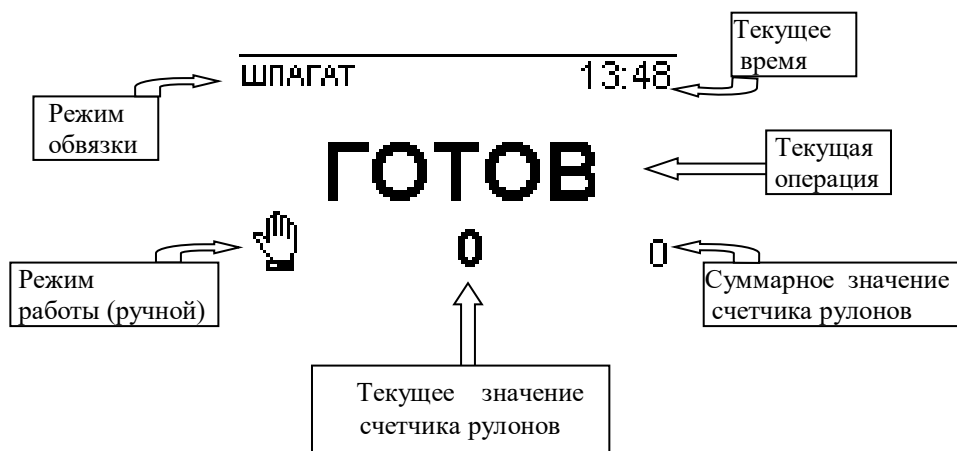 Текущее
время
ШПАГАТ 13:48
Режим
обвязки
ГОТОВ
Текущая
операция
0 0
Режим
работы (ручной)
Суммарное значение
счетчика рулонов
Текущее значение
счетчика рулонов